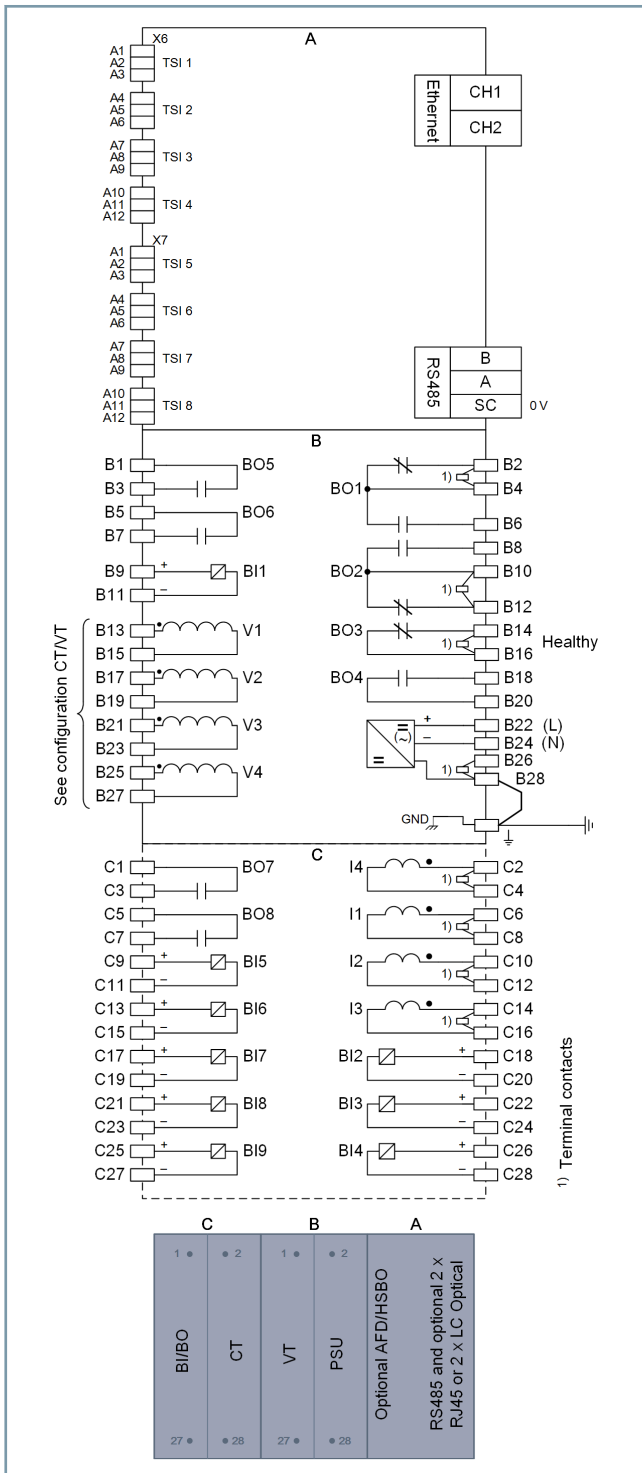 A
X6
A1
A2
A3
TSI 1
A4
A5
A6
TSI 2
A7
A8
A9
TSI 3
A10
A11
A12
TSI 4
X7
A1
A2
A3
TSI 5
A4
A5
A6
TSI 6
A7
A8
A9
TSI 7
A10
A11
A12
TSI 8
Ethernet
CH1
CH2
RS485
B
A
SC
0 V
B
B1
B3
BO5
B5
B7
BO6
B9
B11
+
−
BI1
See configuration CT/VT
B13
B15
V1
B17
B19
V2
B21
B23
V3
B25
B27
V4
BO1
1)
B2
B4
B6
BO2
1)
B8
B10
B12
BO3
1)
B14
B16
Healthy
BO4
B18
B20
=
(~)
=
+
−
B22 (L)
B24 (N)
1)
B26
B28
GND
C
C1
C3
BO7
C5
C7
BO8
C9
C11
+
−
BI5
C13
C15
+
−
BI6
C17
C19
+
−
BI7
C21
C23
+
−
BI8
C25
C27
+
−
BI9
I4
1)
C2
C4
I1
1)
C6
C8
I2
1)
C10
C12
I3
1)
C14
C16
BI2
+
−
C18
C20
BI3
+
−
C22
C24
BI4
+
−
C26
C28
1) Terminal contacts
C B A
1
2
1
2
BI/BO
CT
VT
PSU
Optional AFD/HSBO
RS485 and optional 2 x
RJ45 or 2 x LC Optical
27
28
27
28